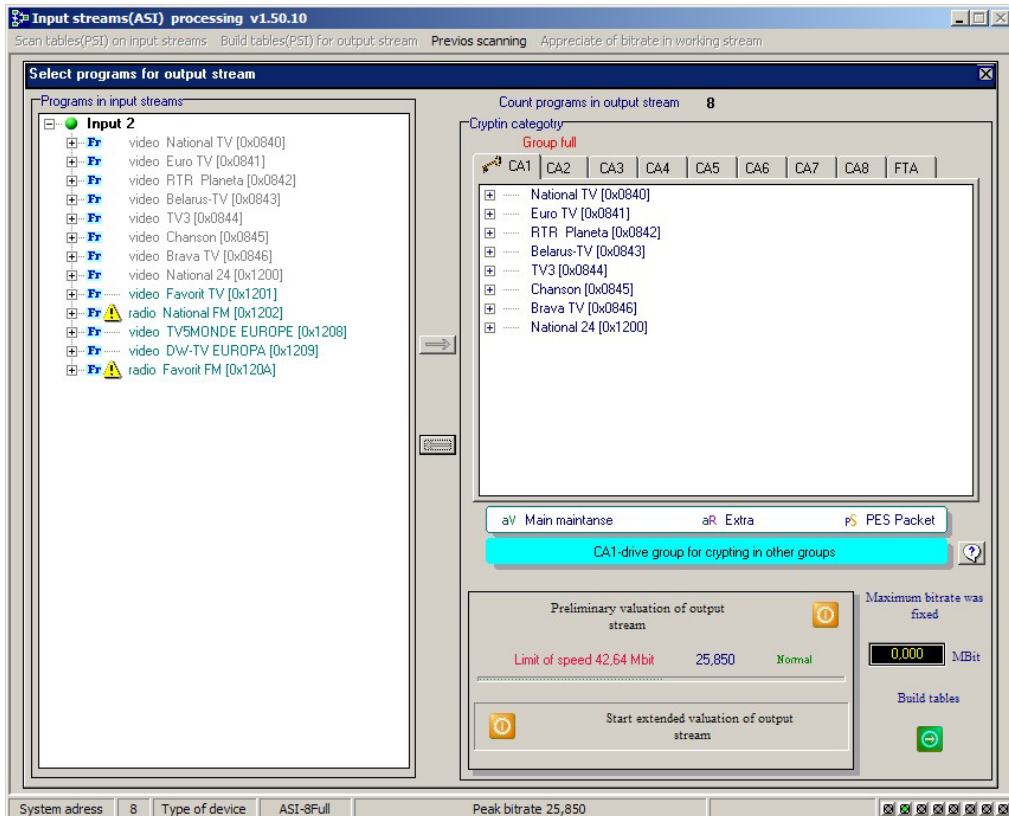 Input streams(ASI) processing v1.50.10
Scan tables(PSI) on input streams Build tables(PSI) for output stream Previos scanning Appreciate of bitrate in working stream
Select programs for output stream
Programs in input streams
Input 2
Fr video National TV [0x0840]
Fr video Euro TV [0x0841]
Fr video RTR Planeta [0x0842]
Fr video Belarus-TV [0x0843]
Fr video TV3 [0x0844]
Fr video Chanson [0x0845]
Fr video Brava TV [0x0846]
Fr video National 24 [0x1200]
Fr video Favorit TV [0x1201]
Fr radio National FM [0x1202]
Fr video TV5MONDE EUROPE [0x1208]
Fr video DW-TV EUROPA [0x1209]
Fr radio Favorit FM [0x120A]
Count programs in output stream 8
Cryptin categotry
Group full
CA1 CA2 CA3 CA4 CA5 CA6 CA7 CA8 FTA
National TV [0x0840]
Euro TV [0x0841]
RTR Planeta [0x0842]
Belarus-TV [0x0843]
TV3 [0x0844]
Chanson [0x0845]
Brava TV [0x0846]
National 24 [0x1200]
aV Main maintanse aR Extra pS PES Packet
CA1-drive group for crypting in other groups
Preliminary valuation of output
stream
Limit of speed 42,64 Mbit 25,850 Normal
Start extended valuation of output
stream
Maximum bitrate was
fixed
0,000 MBit
Build tables
System adress 8 Type of device ASI-8Full Peak bitrate 25,850